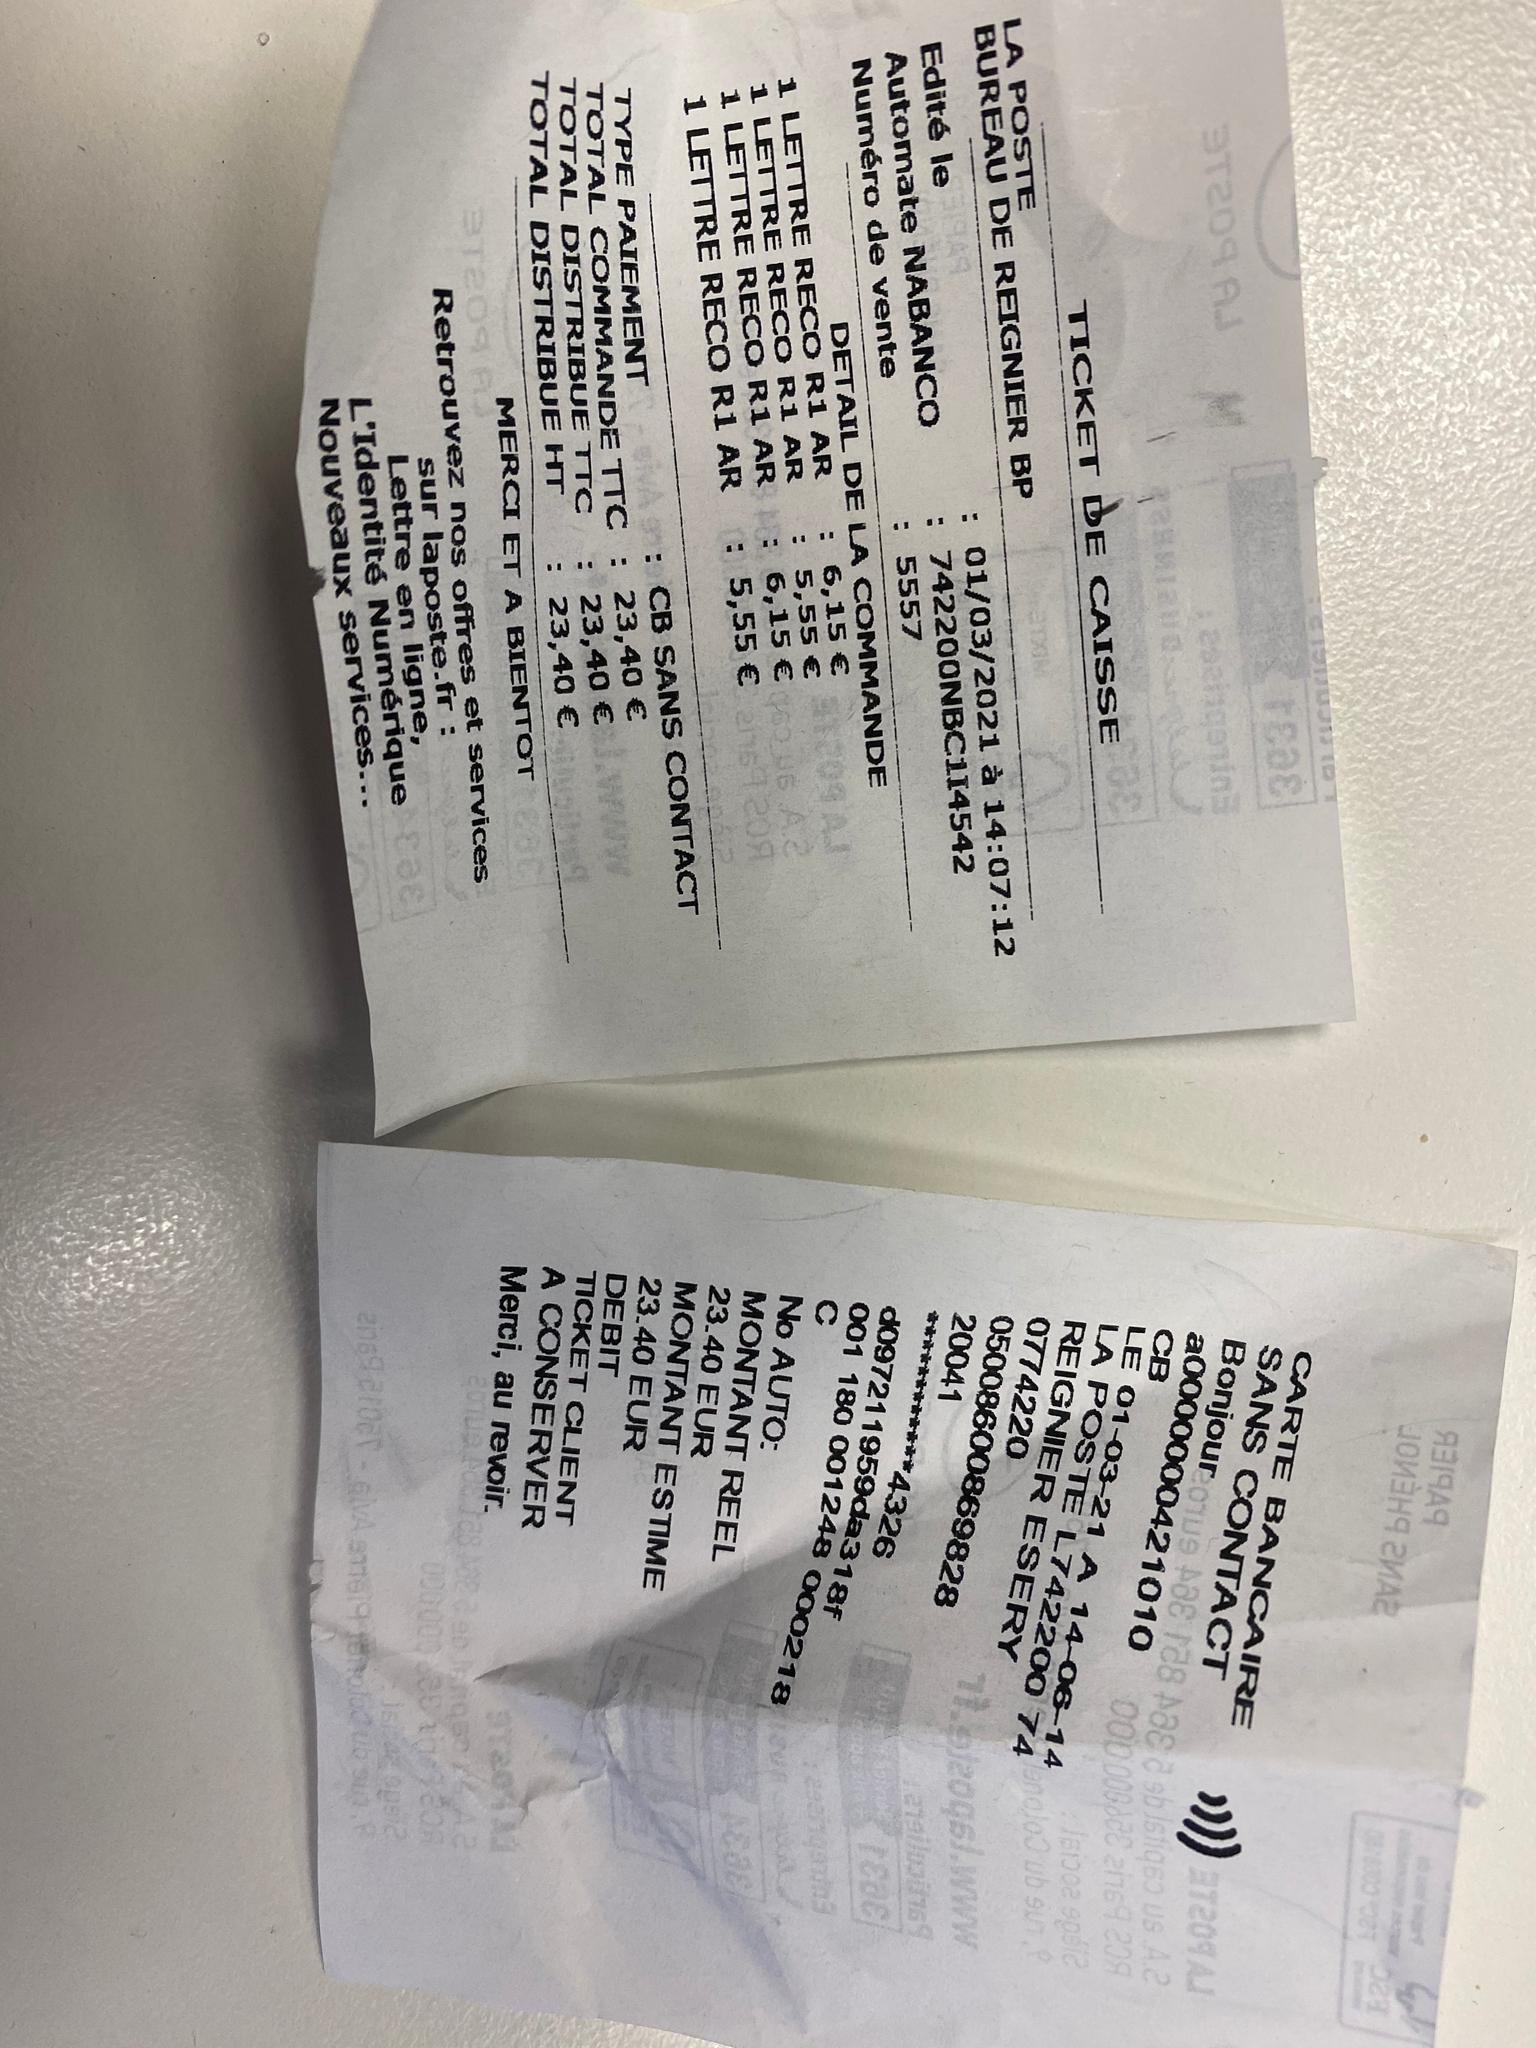 TICKET DE CAISSE
LA POSTE
BUREAU DE REIGNIER BP
Edité le : 01/03/2021 à 14:07:12
Automate NABANCO : 742200NBC1I4542
Numéro de vente : 5557
DETAIL DE LA COMMANDE
1 LETTRE RECO R1 AR : 6,15 €
1 LETTRE RECO R1 AR : 5,55 €
1 LETTRE RECO R1 AR : 6,15 €
1 LETTRE RECO R1 AR : 5,55 €
TYPE PAIEMENT : CB SANS CONTACT
TOTAL COMMANDE TTC : 23,40 €
TOTAL DISTRIBUE TTC : 23,40 €
TOTAL DISTRIBUE HT : 23,40 €
MERCI ET A BIENTOT
Retrouvez nos offres et services
sur laposte.fr :
Lettre en ligne,
L'Identité Numérique
Nouveaux services...
PAPIER
SANS PHÉNOL
CARTE BANCAIRE
SANS CONTACT
Bonjour
a0000000421010
CB
LE 01-03-21 A 14-06-14
LA POSTE L742200 74
REIGNIER ESERY
0774220
05008600869828
20041
************4326
d097211959da318f
001 180 001248 000218
C
No AUTO:
MONTANT REEL
23.40 EUR
MONTANT ESTIME
23.40 EUR
DEBIT
TICKET CLIENT
A CONSERVER
Merci, au revoir.